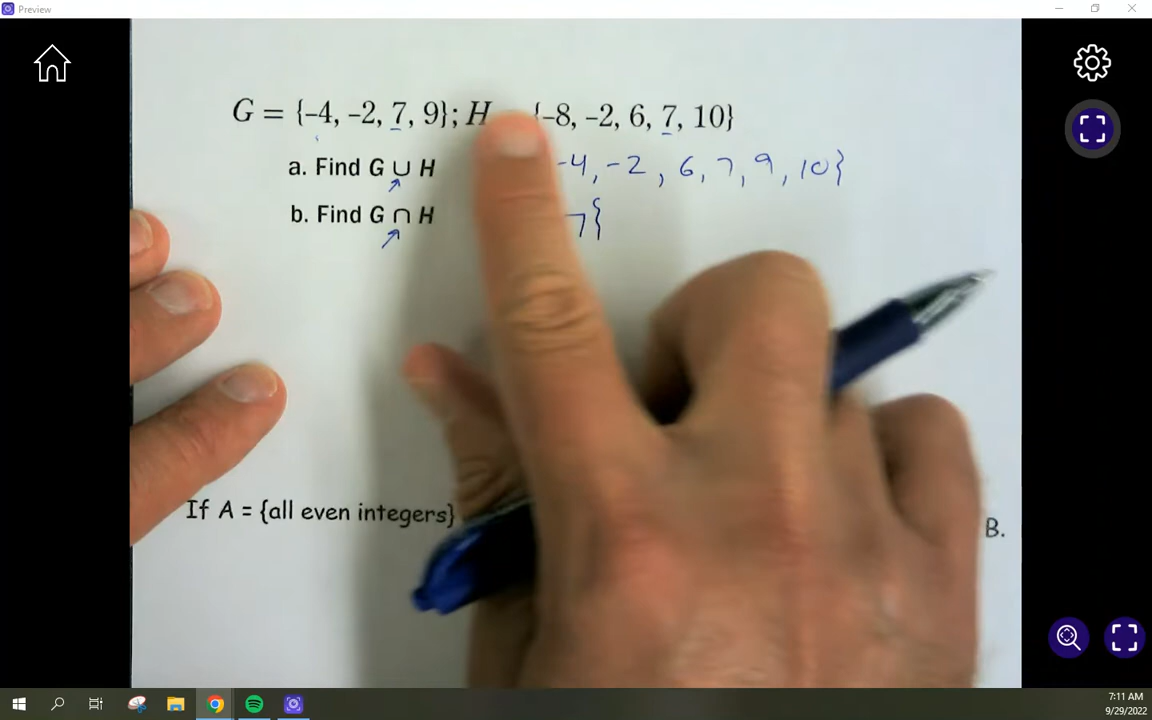 Preview
G = {-4, -2, 7, 9}; H {-8, -2, 6, 7, 10}
a. Find G ∪ H -4, -2, 6, 7, 9, 10}
b. Find G ∩ H 7}
If A = {all even integers} B.
7:11 AM
9/29/2022